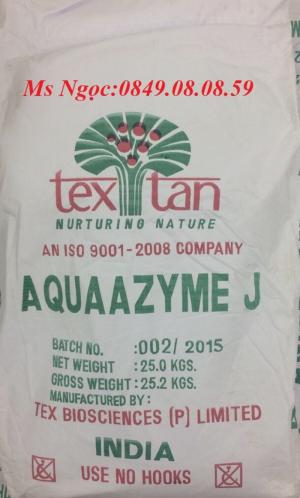 Ms Ngọc:0849.08.08.59
tex tan
NURTURING NATURE
AN ISO 9001-2008 COMPANY
AQUAAZYME J
BATCH NO. :002/ 2015
NET WEIGHT :25.0 KGS.
GROSS WEIGHT :25.2 KGS.
MANUFACTURED BY:
TEX BIOSCIENCES (P) LIMITED
INDIA
USE NO HOOKS